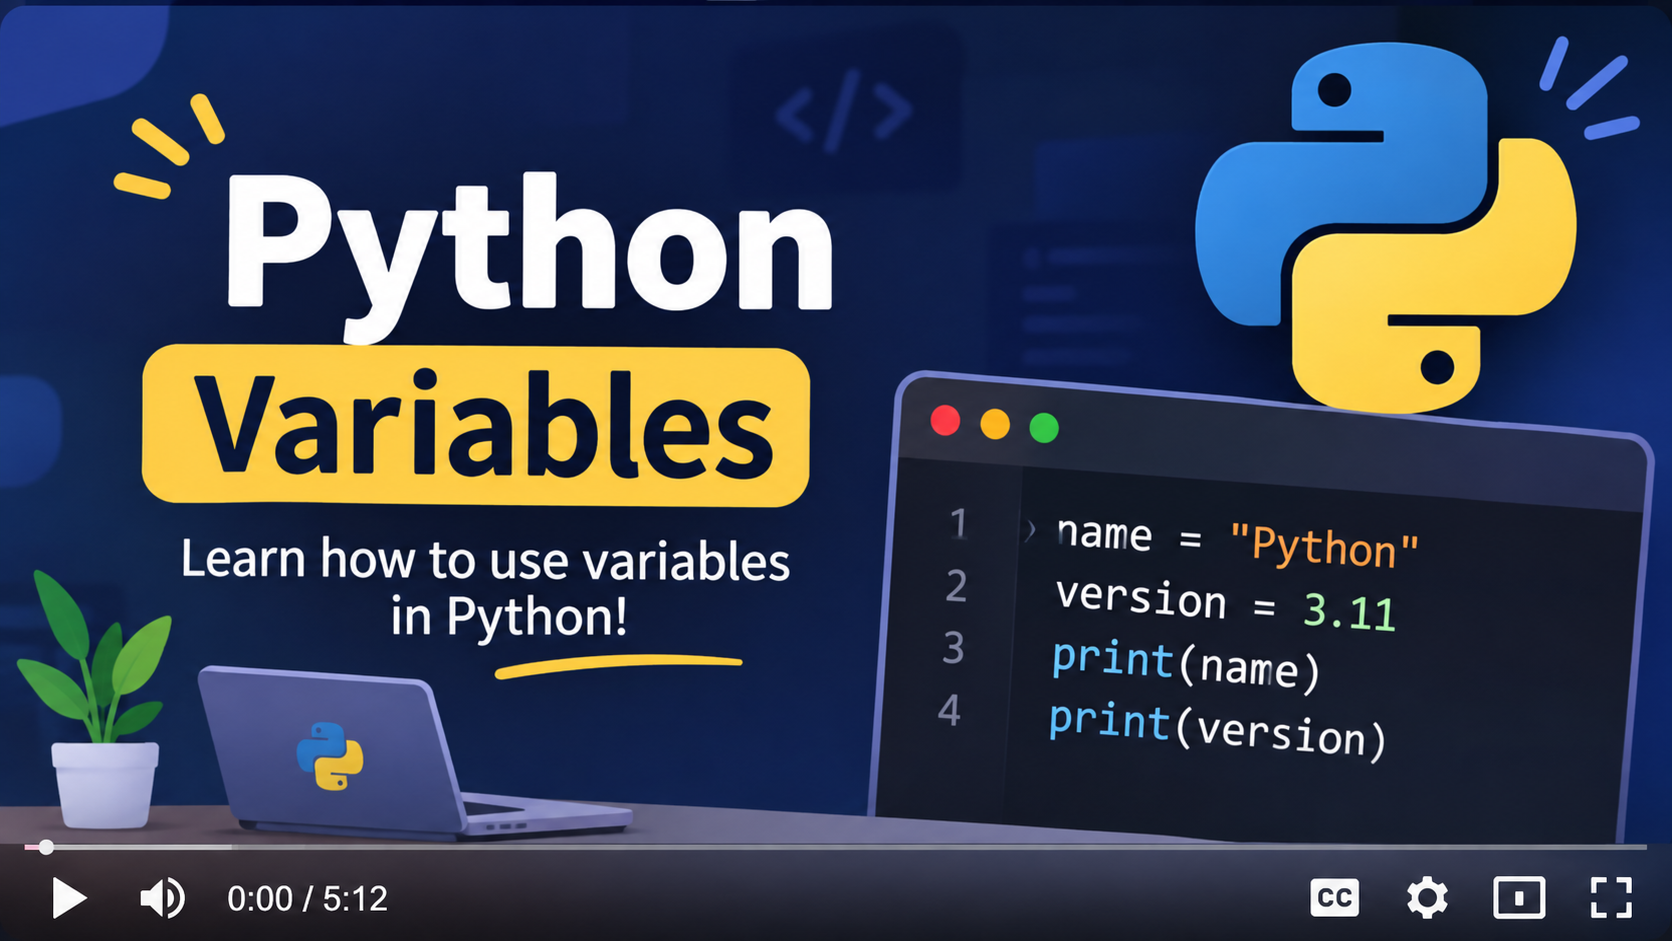 Python
Variables
Learn how to use variables
in Python!
</>
1 name = "Python"
2 version = 3.11
3 print(name)
4 print(version)
0:00 / 5:12
CC